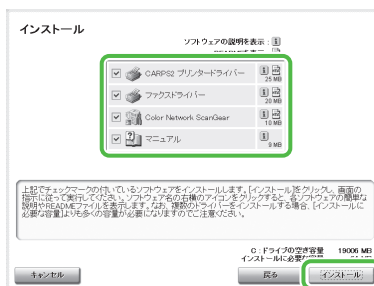 インストール
ソフトウェアの説明を表示:
CARPS2 プリンタードライバー
25 MB
ファクスドライバー
20 MB
Color Network ScanGear
10 MB
マニュアル
9 MB
上記でチェックマークの付いているソフトウェアをインストールします。[インストール]をクリックし、画面の
指示に従って実行してください。ソフトウェア名の右横のアイコンをクリックすると、各ソフトウェアの簡単な
説明やREADMEファイルを表示します。なお、複数のドライバーをインストールする場合、[インストールに
必要な容量]よりも多くの容量が必要になりますのでご注意ください。
C:ドライブの空き容量 19006 MB
インストールに必要な容量
キャンセル
戻る
インストール